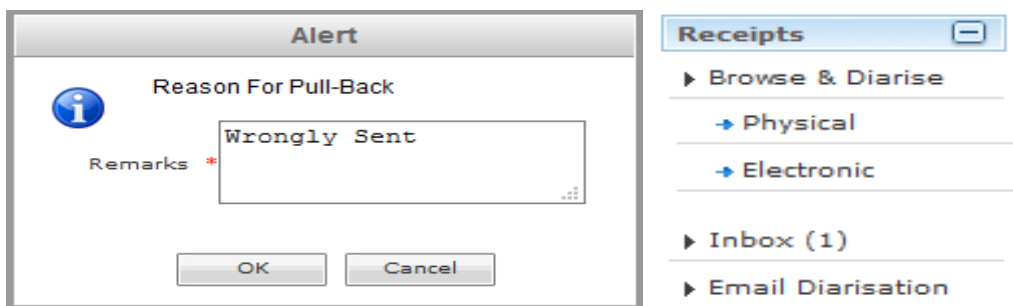 Alert
Reason For Pull-Back
Wrongly Sent
Remarks *
OK
Cancel
Receipts
Browse & Diarise
Physical
Electronic
Inbox (1)
Email Diarisation